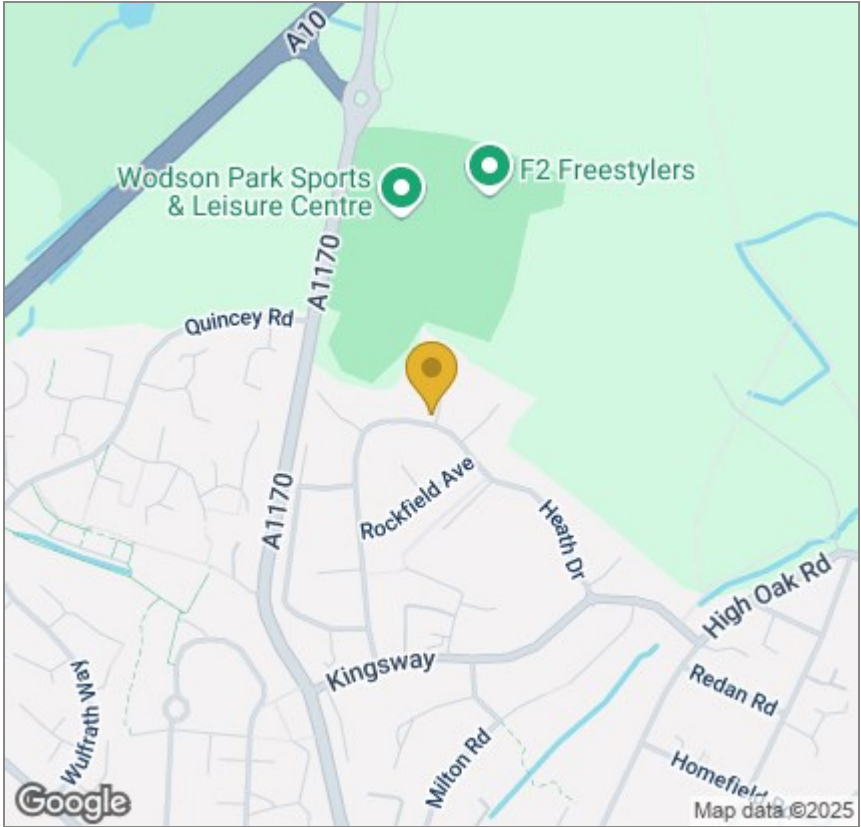 A10
Wodson Park Sports
& Leisure Centre
F2 Freestylers
A1170
Quincey Rd
A1170
Rockfield Ave
Heath Dr
High Oak Rd
Kingsway
Redan Rd
Wulfrath Way
Milton Rd
Homefield
Google
Map data ©2025